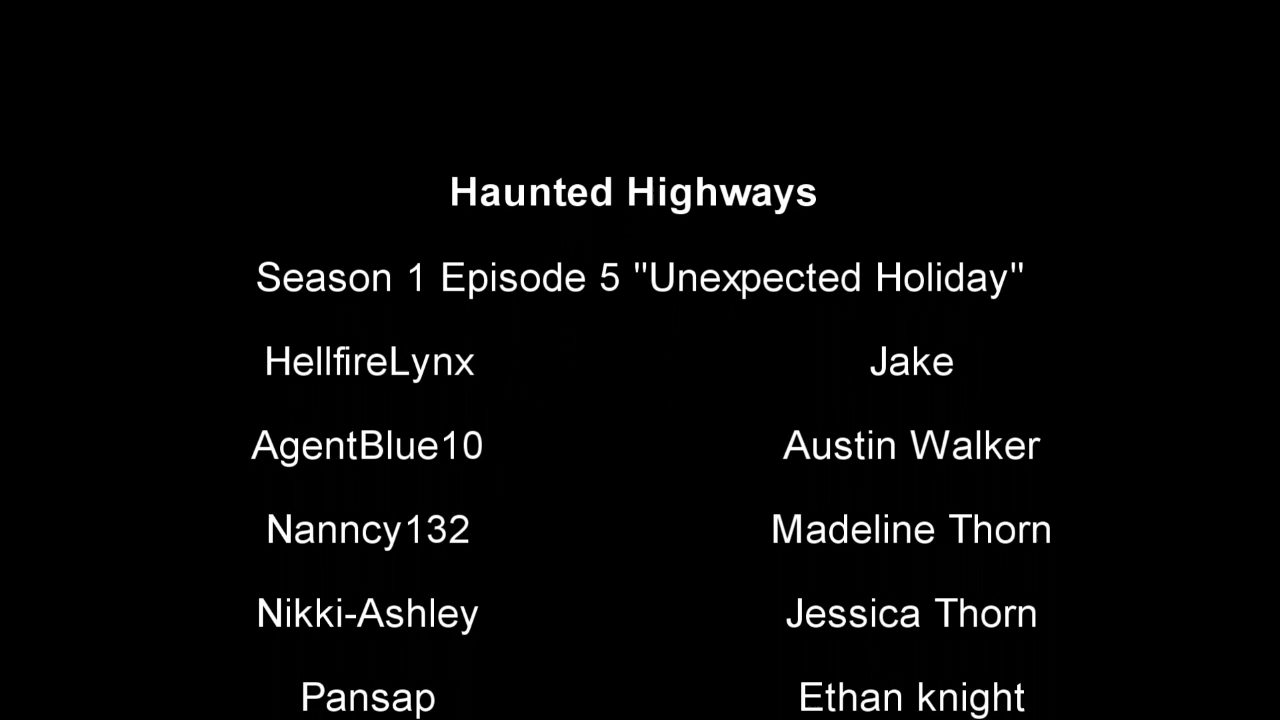 Haunted Highways
Season 1 Episode 5 "Unexpected Holiday"
HellfireLynx Jake
AgentBlue10 Austin Walker
Nanncy132 Madeline Thorn
Nikki-Ashley Jessica Thorn
Pansap Ethan knight